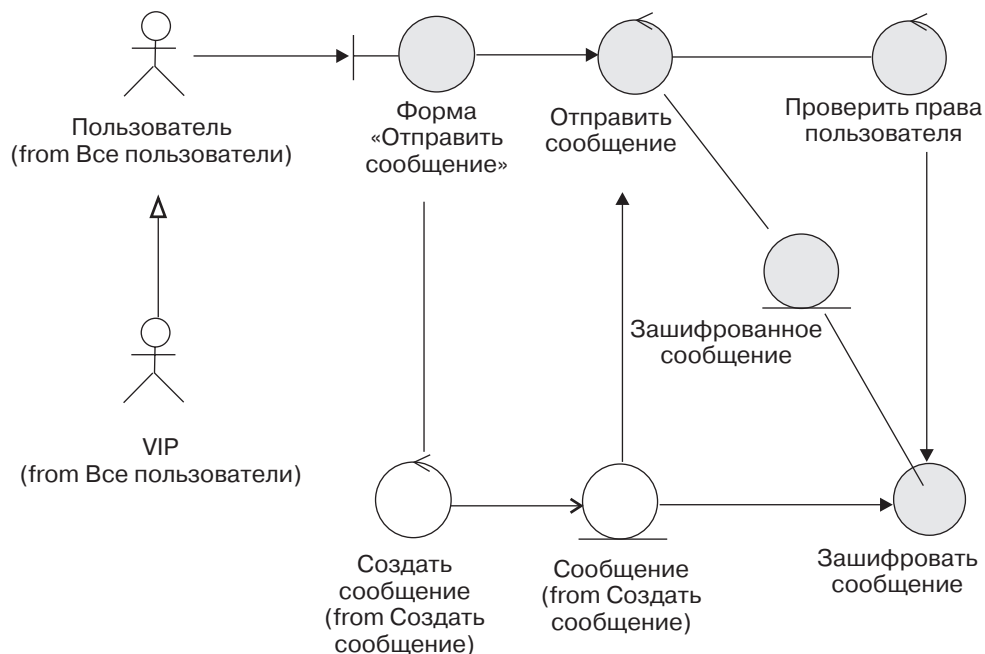 Пользователь
(from Все пользователи)
Форма
«Отправить
сообщение»
Отправить
сообщение
Проверить права
пользователя
Зашифрованное
сообщение
VIP
(from Все пользователи)
Создать
сообщение
(from Создать
сообщение)
Сообщение
(from Создать
сообщение)
Зашифровать
сообщение